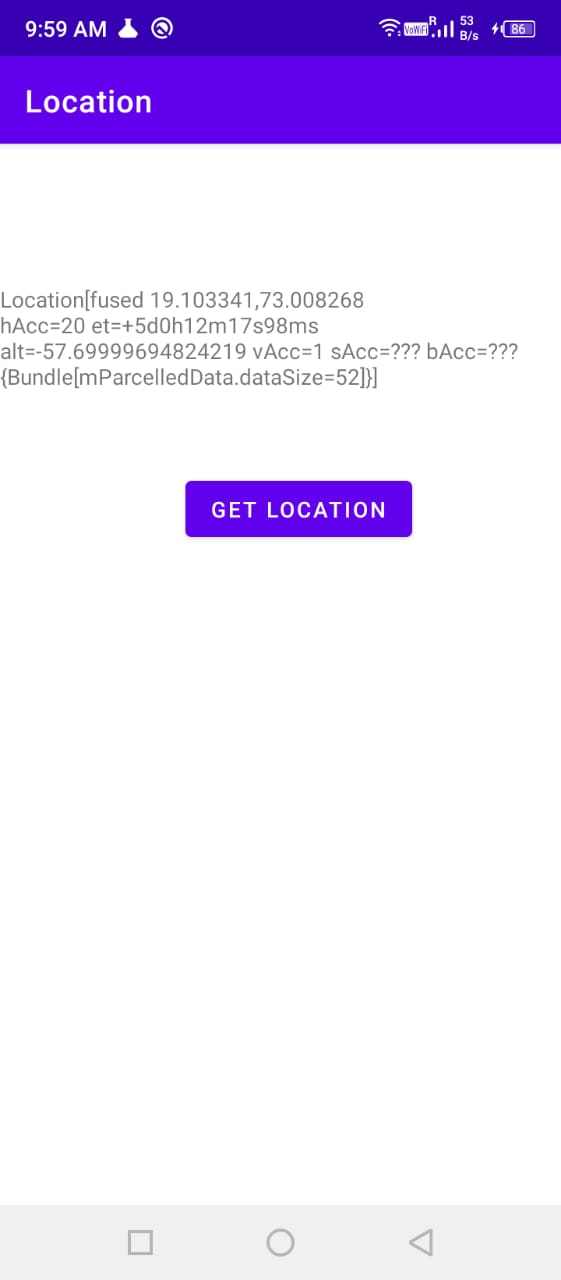 9:59 AM VoWiFi R 53 B/s 86
Location
Location[fused 19.103341,73.008268
hAcc=20 et=+5d0h12m17s98ms
alt=-57.69999694824219 vAcc=1 sAcc=??? bAcc=???
{Bundle[mParcelledData.dataSize=52]}]
GET LOCATION